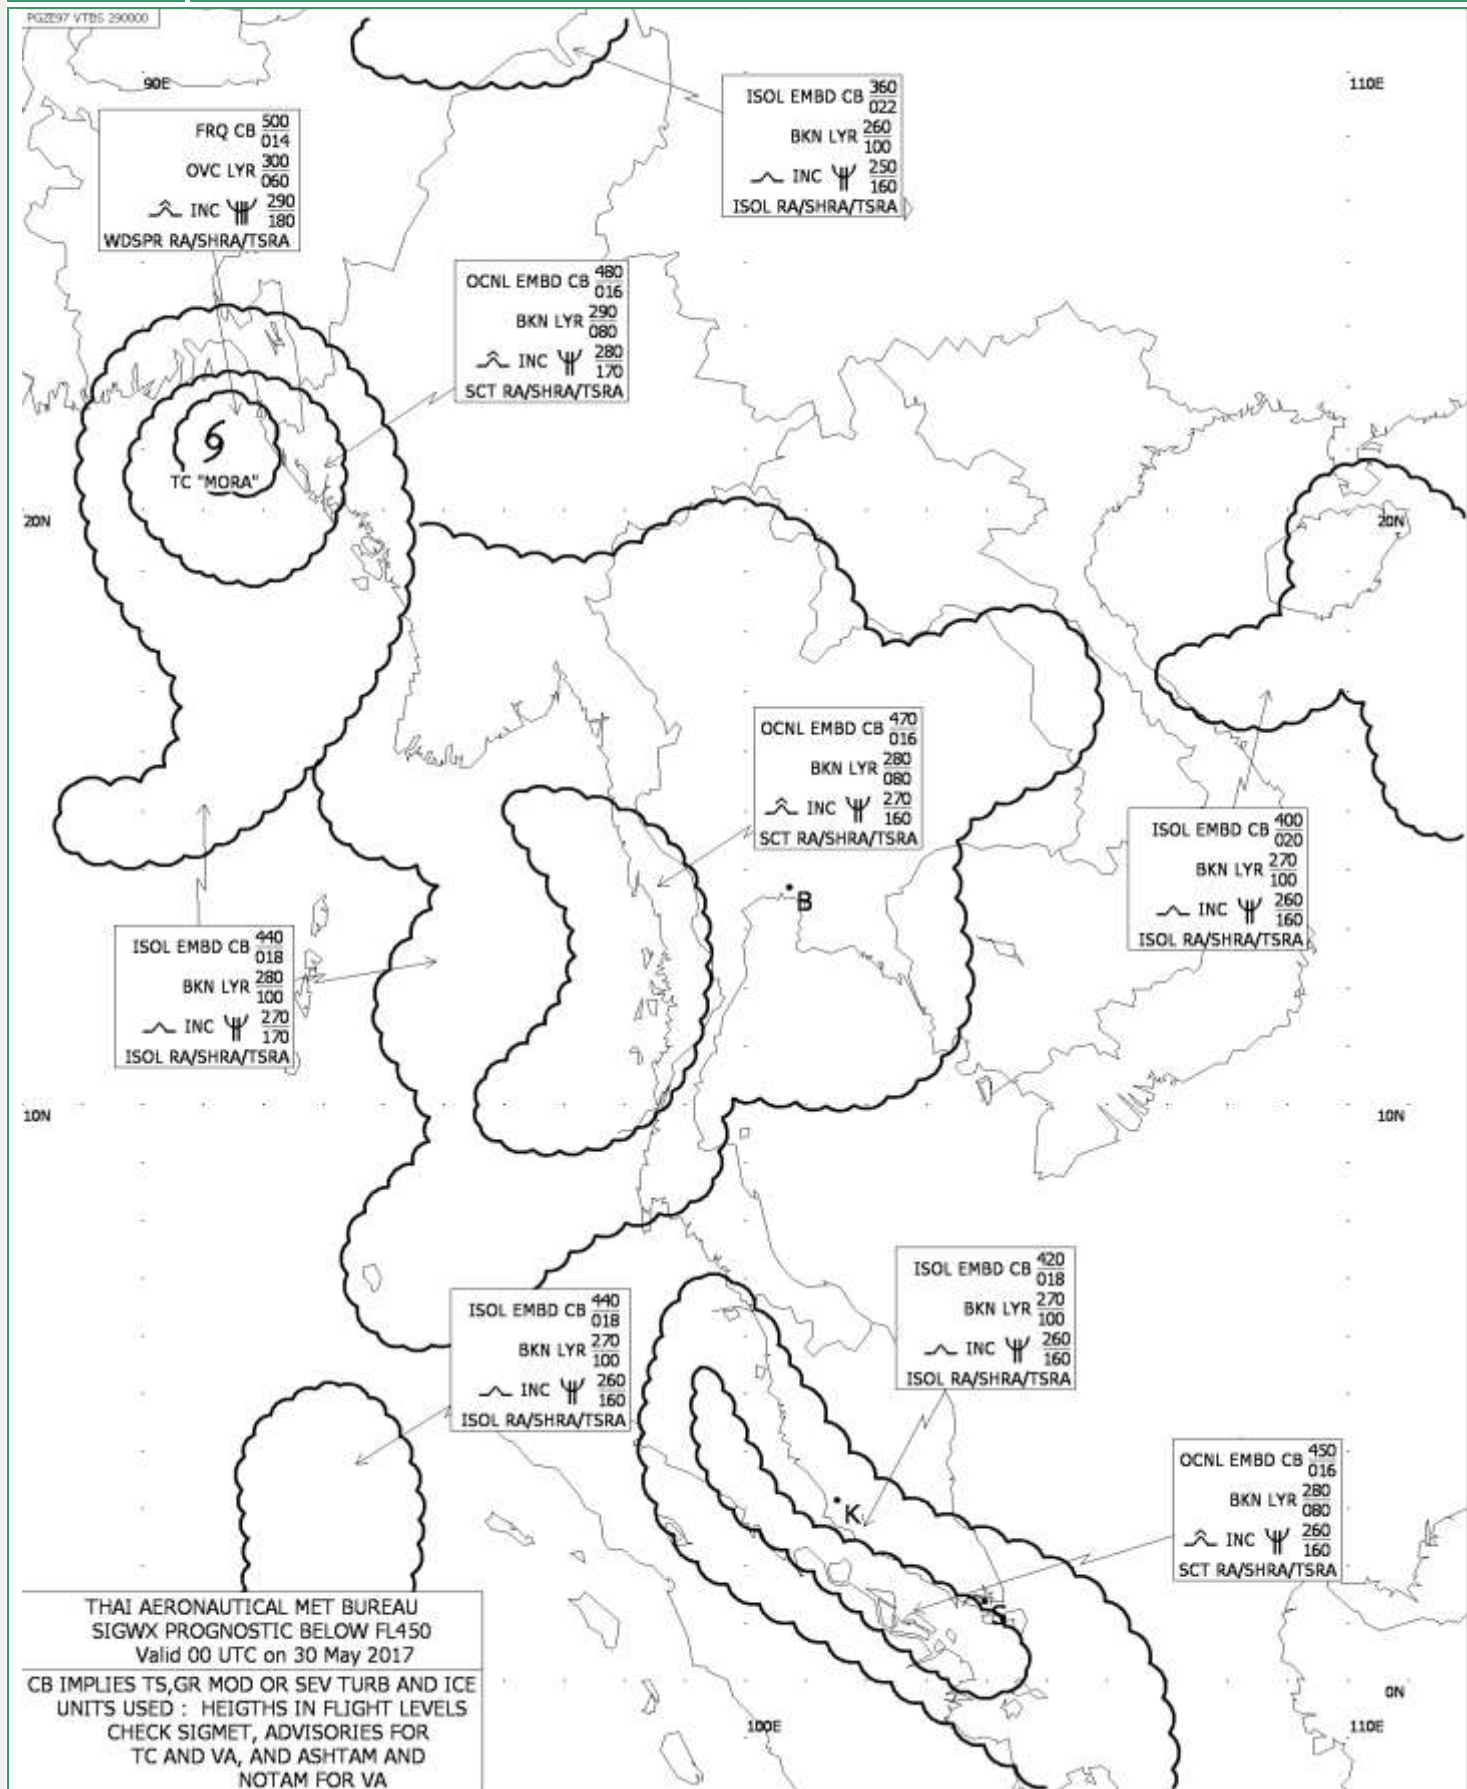 PGZE97 VTBS 290000
90E
110E
ISOL EMBD CB 360
022
BKN LYR 260
100
INC 250
160
ISOL RA/SHRA/TSRA
FRQ CB 500
014
OVC LYR 300
060
INC 290
180
WDSPR RA/SHRA/TSRA
OCNL EMBD CB 480
016
BKN LYR 290
080
INC 280
170
SCT RA/SHRA/TSRA
TC "MORA"
20N
20N
OCNL EMBD CB 470
016
BKN LYR 280
080
INC 270
160
SCT RA/SHRA/TSRA
ISOL EMBD CB 400
020
BKN LYR 270
100
INC 260
160
ISOL RA/SHRA/TSRA
B
ISOL EMBD CB 440
018
BKN LYR 280
100
INC 270
170
ISOL RA/SHRA/TSRA
10N
10N
ISOL EMBD CB 420
018
BKN LYR 270
100
INC 260
160
ISOL RA/SHRA/TSRA
ISOL EMBD CB 440
018
BKN LYR 270
100
INC 260
160
ISOL RA/SHRA/TSRA
OCNL EMBD CB 450
016
BKN LYR 280
080
INC 260
160
SCT RA/SHRA/TSRA
K
S
THAI AERONAUTICAL MET BUREAU
SIGWX PROGNOSTIC BELOW FL450
Valid 00 UTC on 30 May 2017
CB IMPLIES TS,GR MOD OR SEV TURB AND ICE
UNITS USED : HEIGTHS IN FLIGHT LEVELS
CHECK SIGMET, ADVISORIES FOR
TC AND VA, AND ASHTAM AND
NOTAM FOR VA
0N
100E
110E